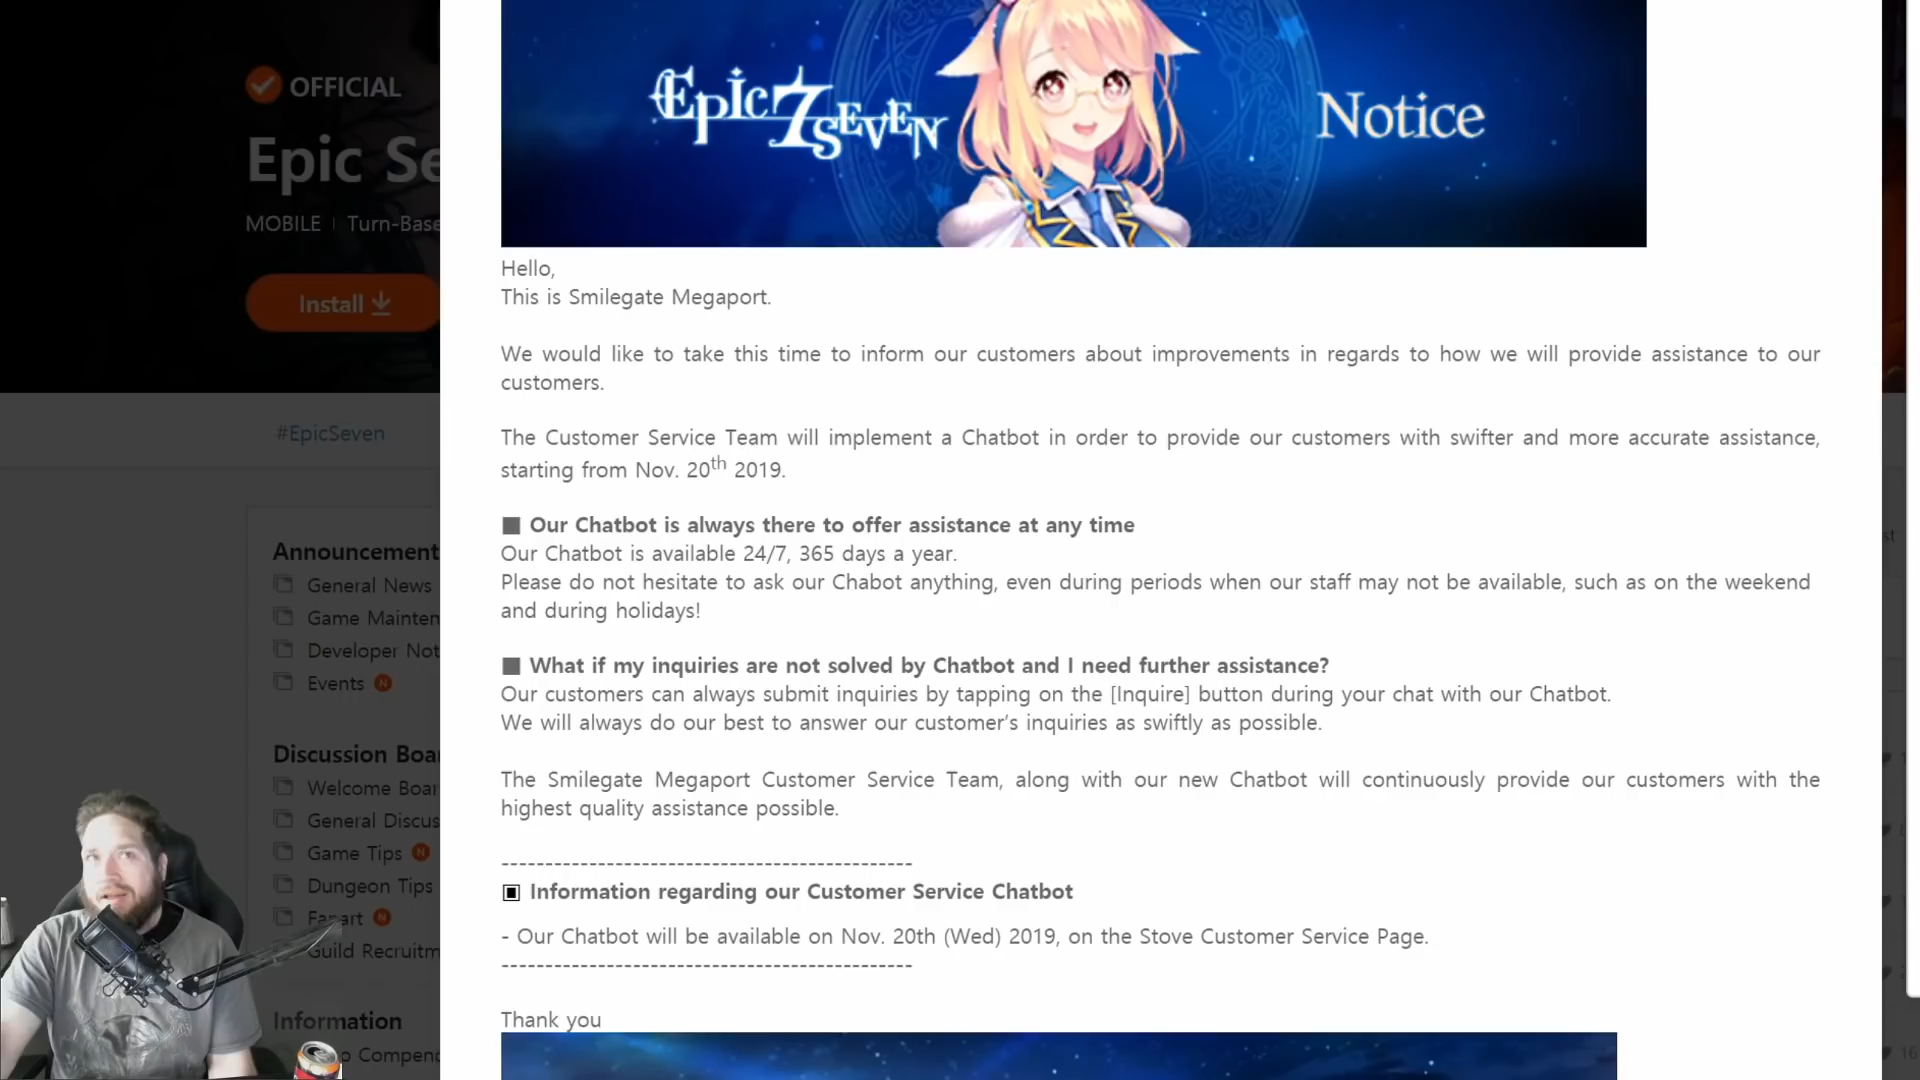 OFFICIAL
Epic Se
MOBILE | Turn-Base
Install
#EpicSeven
Announcement
General News
Game Mainten
Developer Not
Events N
Discussion Boar
Welcome Boar
General Discus
Game Tips N
Dungeon Tips
Fanart N
Guild Recruitm
Information
Compend
Epic 7 SEVEN
Notice
Hello,
This is Smilegate Megaport.
We would like to take this time to inform our customers about improvements in regards to how we will provide assistance to our
customers.
The Customer Service Team will implement a Chatbot in order to provide our customers with swifter and more accurate assistance,
starting from Nov. 20th 2019.
■ Our Chatbot is always there to offer assistance at any time
Our Chatbot is available 24/7, 365 days a year.
Please do not hesitate to ask our Chabot anything, even during periods when our staff may not be available, such as on the weekend
and during holidays!
■ What if my inquiries are not solved by Chatbot and I need further assistance?
Our customers can always submit inquiries by tapping on the [Inquire] button during your chat with our Chatbot.
We will always do our best to answer our customer's inquiries as swiftly as possible.
The Smilegate Megaport Customer Service Team, along with our new Chatbot will continuously provide our customers with the
highest quality assistance possible.
----------------------------------------------
▣ Information regarding our Customer Service Chatbot
- Our Chatbot will be available on Nov. 20th (Wed) 2019, on the Stove Customer Service Page.
----------------------------------------------
Thank you
st
16